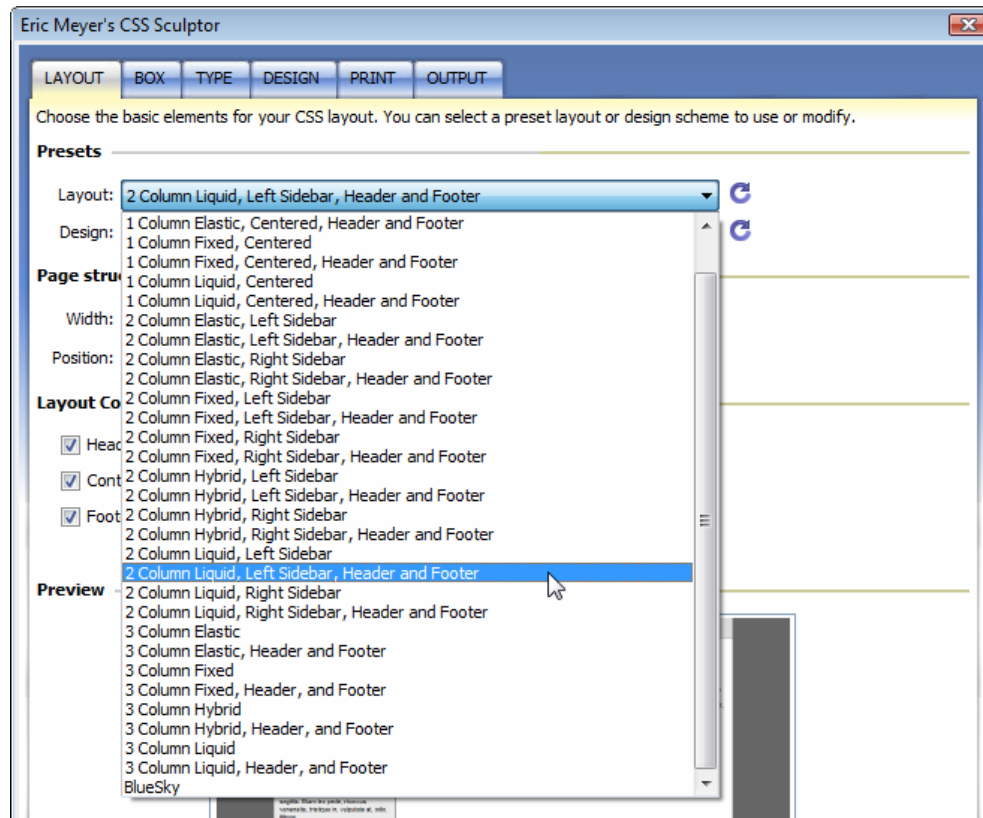 Eric Meyer's CSS Sculptor
LAYOUT BOX TYPE DESIGN PRINT OUTPUT
Choose the basic elements for your CSS layout. You can select a preset layout or design scheme to use or modify.
Presets
Layout: 2 Column Liquid, Left Sidebar, Header and Footer
1 Column Elastic, Centered, Header and Footer
Design:
1 Column Fixed, Centered
1 Column Fixed, Centered, Header and Footer
Page stru
1 Column Liquid, Centered
1 Column Liquid, Centered, Header and Footer
Width:
2 Column Elastic, Left Sidebar
2 Column Elastic, Left Sidebar, Header and Footer
Position:
2 Column Elastic, Right Sidebar
2 Column Elastic, Right Sidebar, Header and Footer
Layout Co
2 Column Fixed, Left Sidebar
2 Column Fixed, Left Sidebar, Header and Footer
2 Column Fixed, Right Sidebar
Head
2 Column Fixed, Right Sidebar, Header and Footer
2 Column Hybrid, Left Sidebar
Cont
2 Column Hybrid, Left Sidebar, Header and Footer
2 Column Hybrid, Right Sidebar
Foot
2 Column Hybrid, Right Sidebar, Header and Footer
2 Column Liquid, Left Sidebar
2 Column Liquid, Left Sidebar, Header and Footer
Preview
2 Column Liquid, Right Sidebar
2 Column Liquid, Right Sidebar, Header and Footer
3 Column Elastic
3 Column Elastic, Header and Footer
3 Column Fixed
3 Column Fixed, Header, and Footer
3 Column Hybrid
3 Column Hybrid, Header, and Footer
3 Column Liquid
3 Column Liquid, Header, and Footer
BlueSky